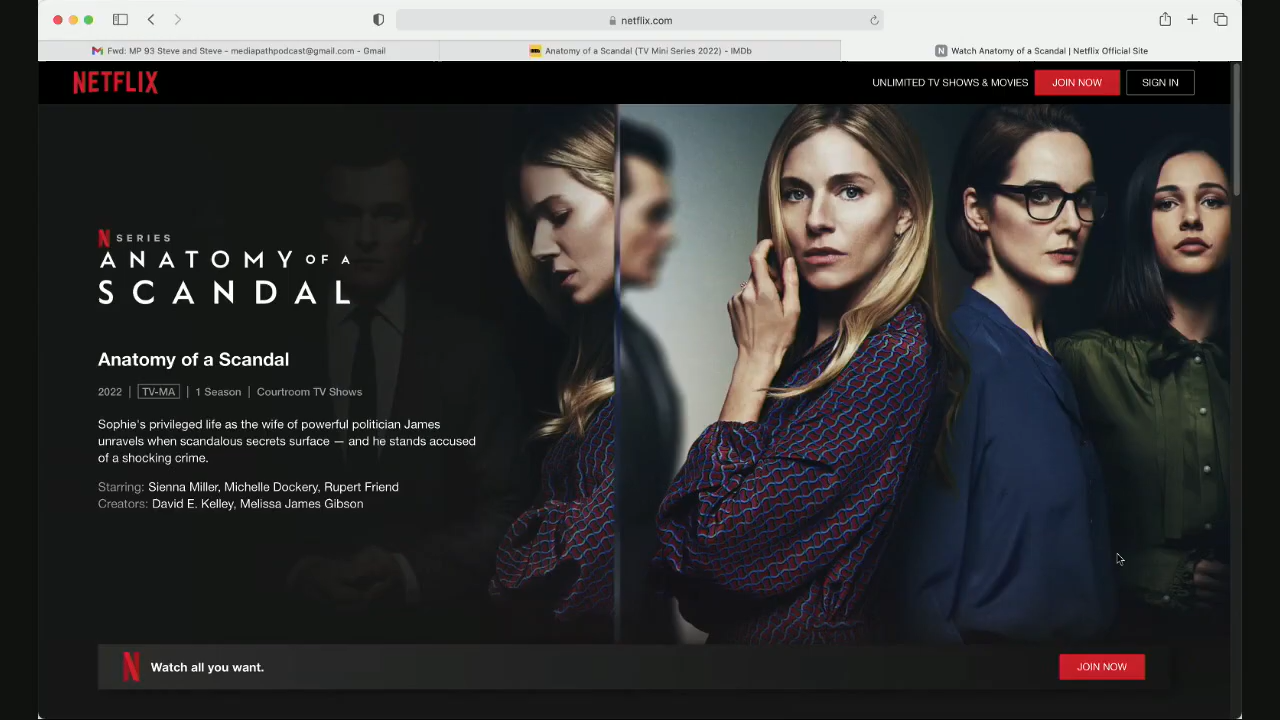 netflix.com
Fwd: MP 93 Steve and Steve - mediapathpodcast@gmail.com - Gmail
Anatomy of a Scandal (TV Mini Series 2022) - IMDb
N Watch Anatomy of a Scandal | Netflix Official Site
NETFLIX
UNLIMITED TV SHOWS & MOVIES
JOIN NOW
SIGN IN
N SERIES
ANATOMY OF A
SCANDAL
Anatomy of a Scandal
2022 | TV-MA | 1 Season | Courtroom TV Shows
Sophie's privileged life as the wife of powerful politician James
unravels when scandalous secrets surface — and he stands accused
of a shocking crime.
Starring: Sienna Miller, Michelle Dockery, Rupert Friend
Creators: David E. Kelley, Melissa James Gibson
N Watch all you want.
JOIN NOW